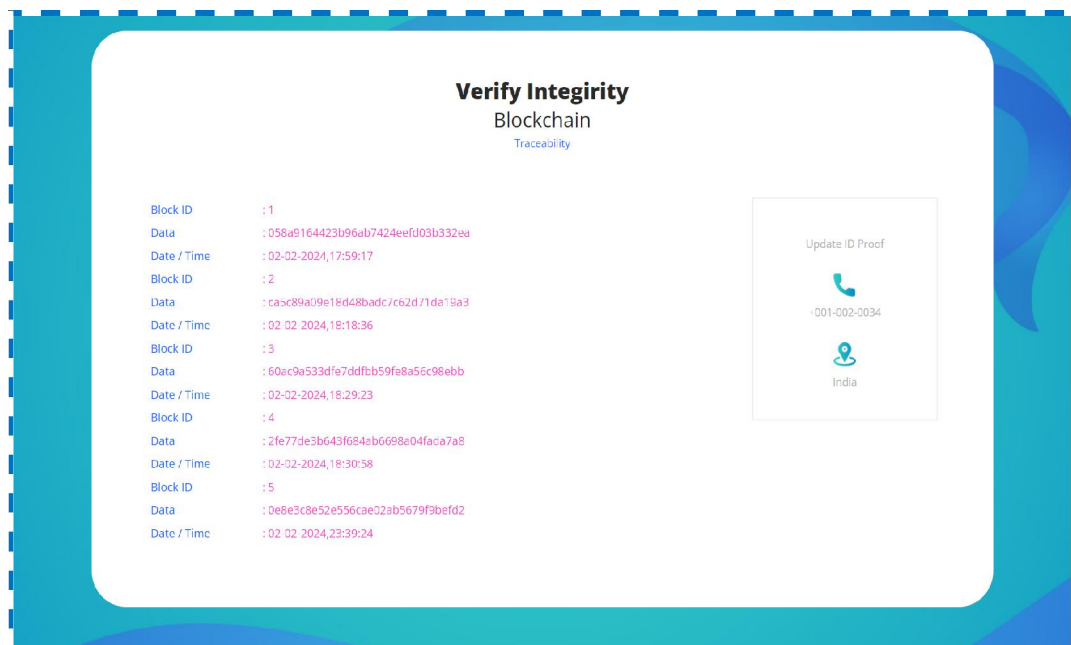 Verify Integirity
Blockchain
Traceability
Block ID : 1
Data : 058a9164423b96ab7424eefd03b332ea
Date / Time : 02-02-2024,17:59:17
Block ID : 2
Data : ca5c89a09e18d48badc7c62d71da19a3
Date / Time : 02-02-2024,18:18:36
Block ID : 3
Data : 60ac9a533dfe7ddfbb59fe8a56c98ebb
Date / Time : 02-02-2024,18:29:23
Block ID : 4
Data : 2fe77de3b643f684ab6698a04fada7a8
Date / Time : 02-02-2024,18:30:58
Block ID : 5
Data : 0e8e3c8e52e556cae02ab5679f9befd2
Date / Time : 02-02-2024,23:39:24
Update ID Proof
+001-002-0034
India